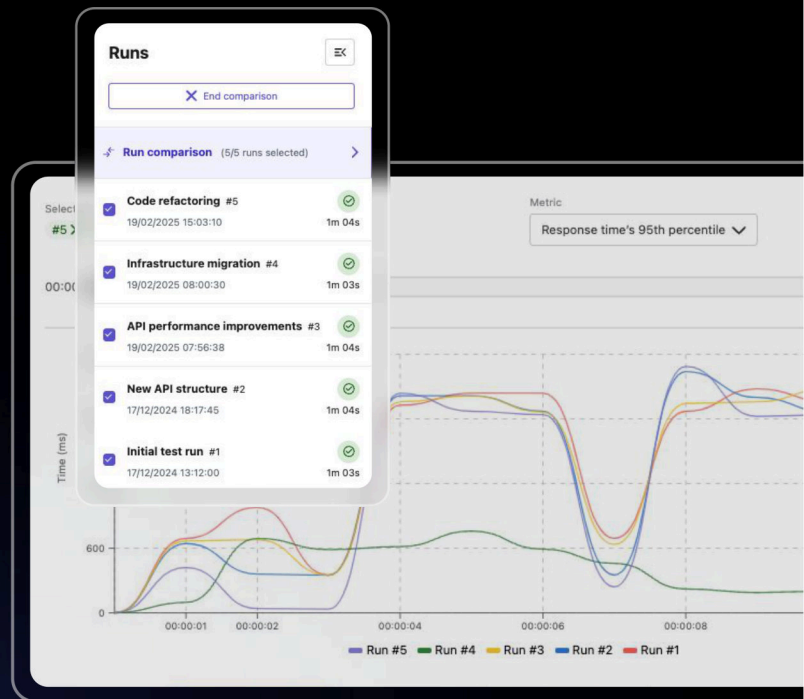 Runs
End comparison
Run comparison (5/5 runs selected)
Code refactoring #5
19/02/2025 15:03:10
1m 04s
Infrastructure migration #4
19/02/2025 08:00:30
1m 03s
API performance improvements #3
19/02/2025 07:56:38
1m 04s
New API structure #2
17/12/2024 18:17:45
1m 04s
Initial test run #1
17/12/2024 13:12:00
1m 03s
#5
Metric
Response time's 95th percentile
Time (ms)
600
0
00:00:01 00:00:02 00:00:04 00:00:06 00:00:08
Run #5 Run #4 Run #3 Run #2 Run #1